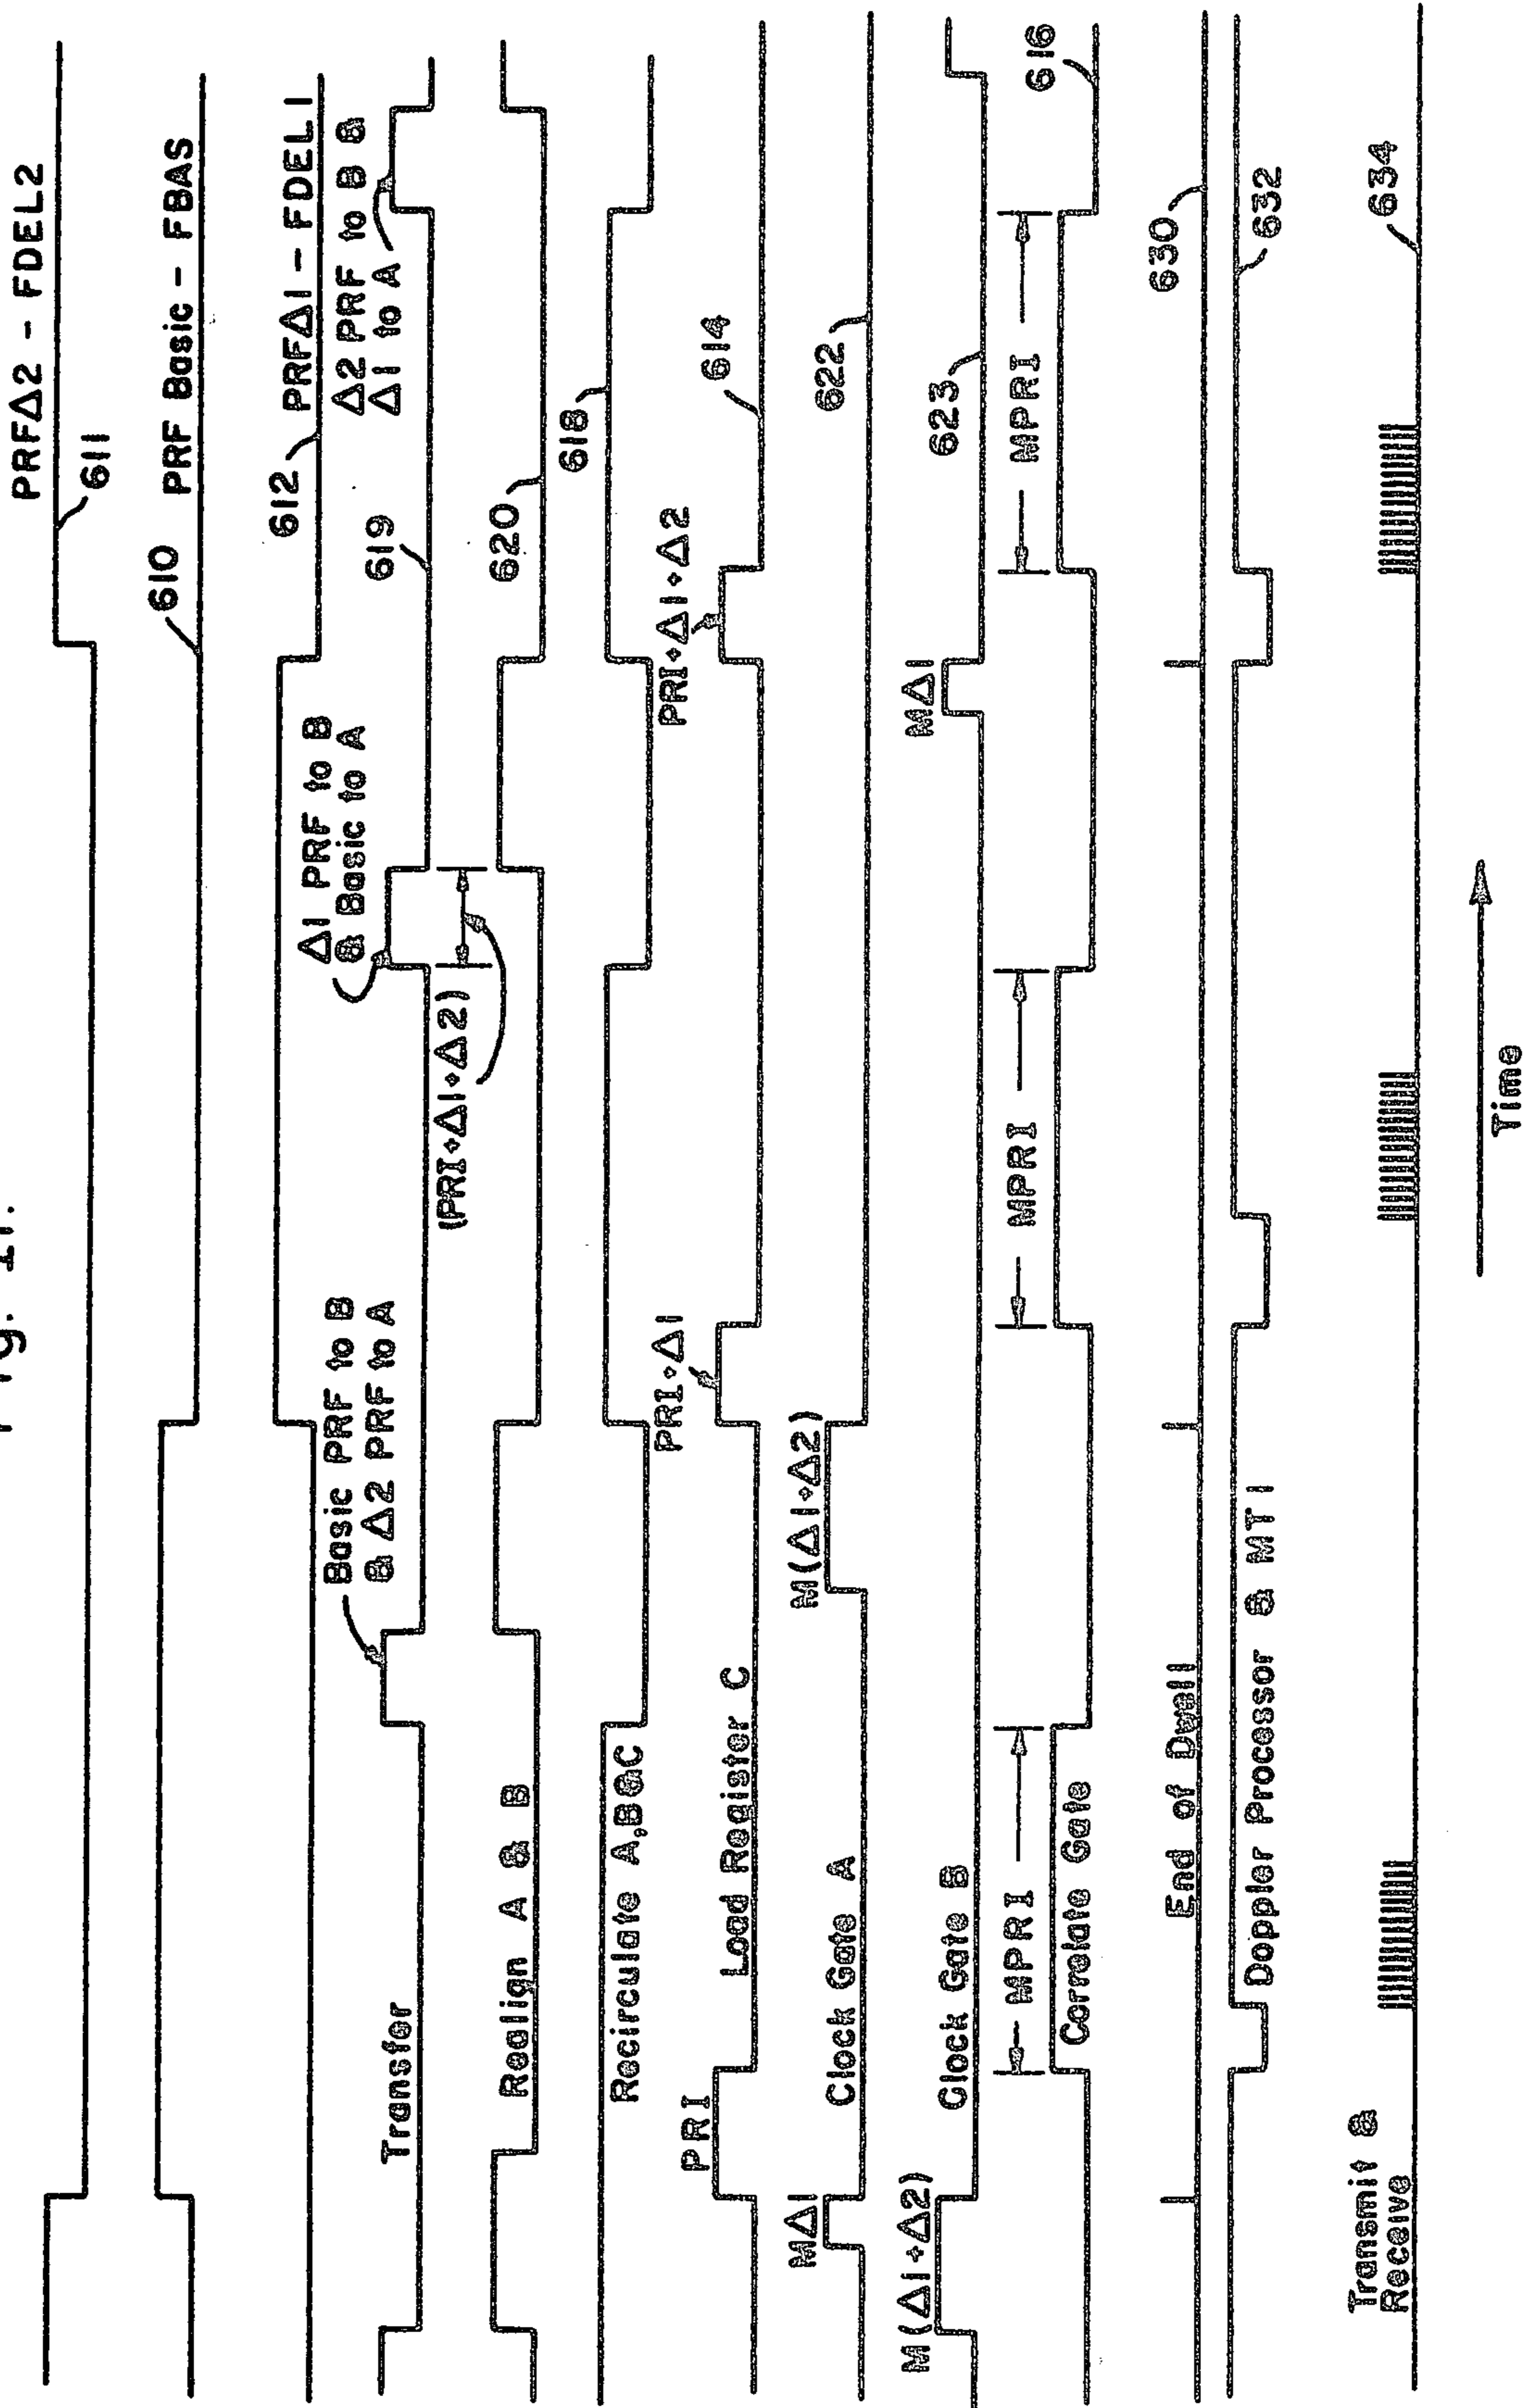 PRFΔ2 - FDEL2
611
610
PRF Basic - FBAS
612
PRFΔ1 - FDEL1
Basic PRF to B
& Δ2 PRF to A
Δ1 PRF to B
& Basic to A
Δ2 PRF to B &
Δ1 to A
Transfer
619
(PRI+Δ1+Δ2)
Realign A & B
620
Recirculate A,B&C
618
PRI
PRI+Δ1
PRI+Δ1+Δ2
Load Register C
614
MΔ1
M(Δ1+Δ2)
Clock Gate A
622
M(Δ1+Δ2)
MΔ1
Clock Gate B
623
MPRI
MPRI
MPRI
Correlate Gate
616
End of Dwell
630
Doppler Processor & MTI
632
Transmit &
Receive
634
Time